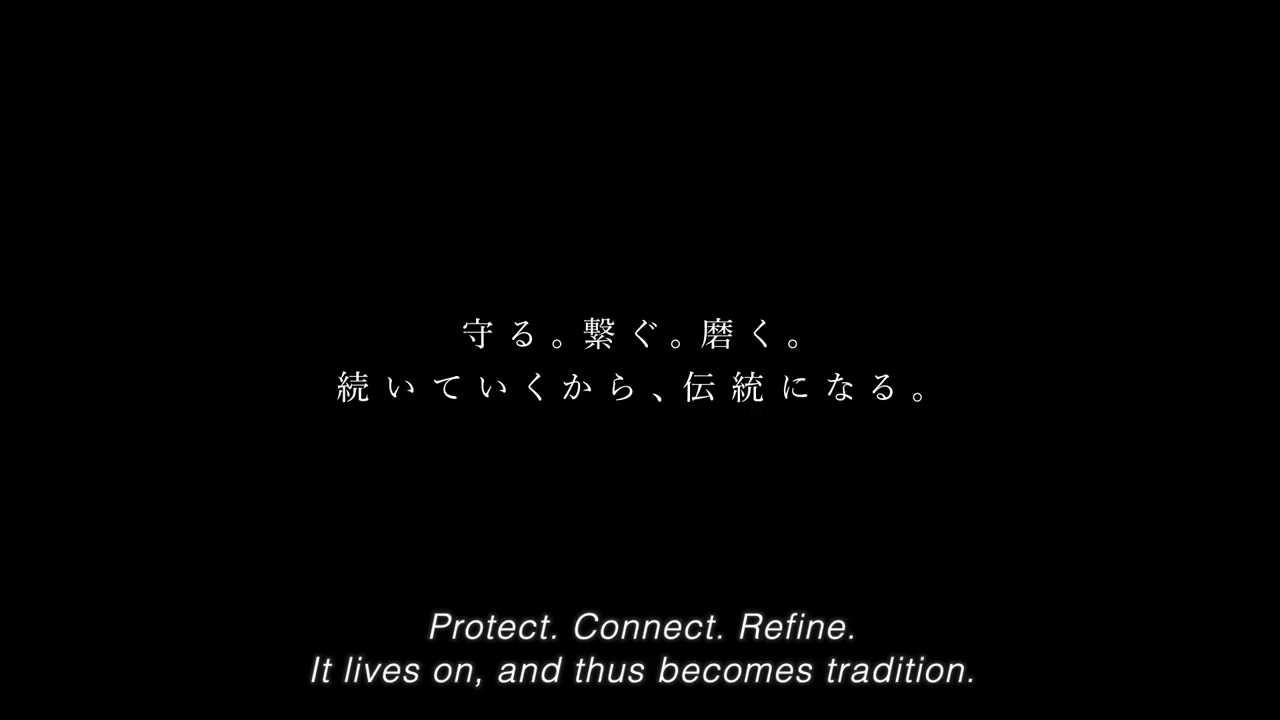 守る。繋ぐ。磨く。
続いていくから、伝統になる。
Protect. Connect. Refine.
It lives on, and thus becomes tradition.